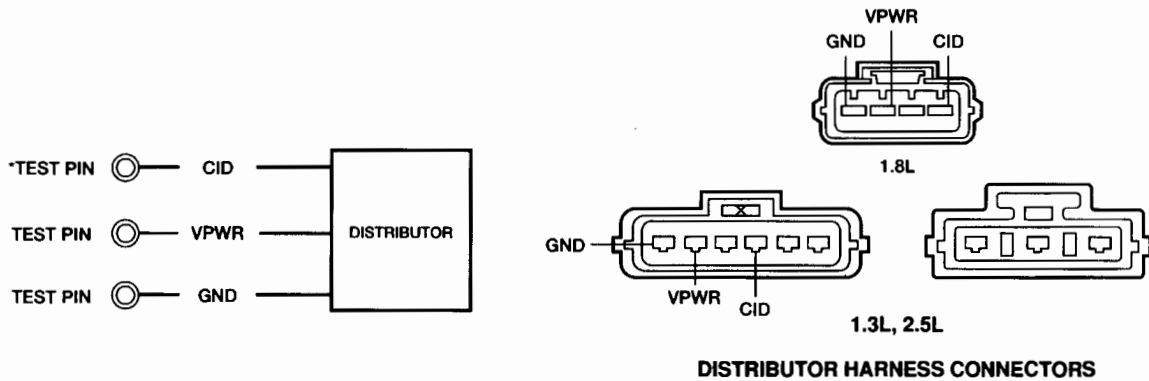 *TEST PIN CID
TEST PIN VPWR
TEST PIN GND
DISTRIBUTOR
VPWR
GND CID
1.8L
X
GND
VPWR CID
1.3L, 2.5L
DISTRIBUTOR HARNESS CONNECTORS